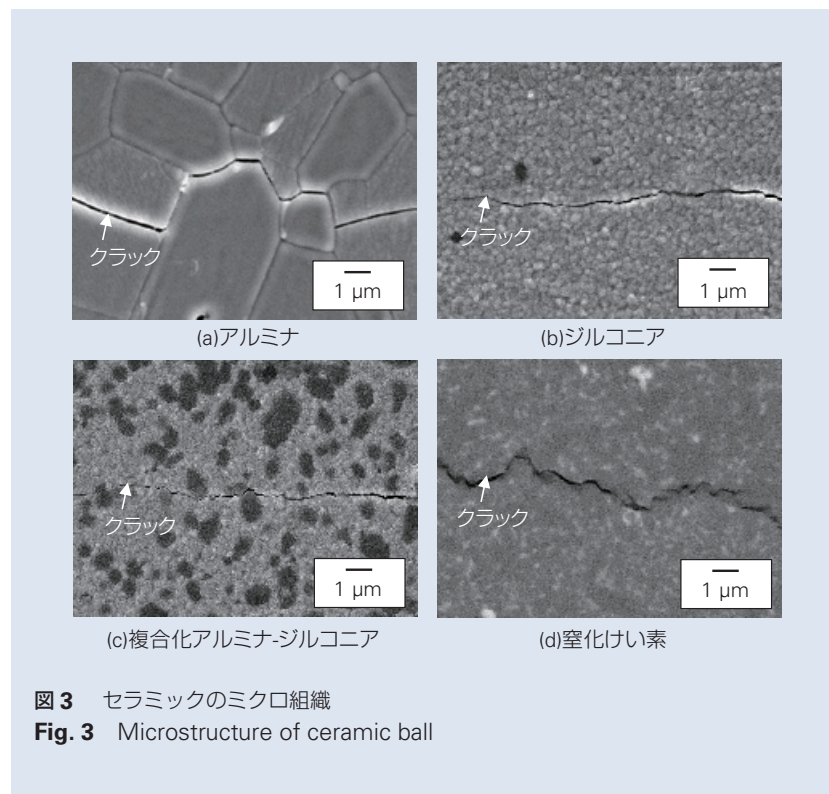 クラック
1 μm
(a)アルミナ
クラック
1 μm
(b)ジルコニア
クラック
1 μm
(c)複合化アルミナ-ジルコニア
クラック
1 μm
(d)窒化けい素
図3 セラミックのミクロ組織
Fig. 3 Microstructure of ceramic ball